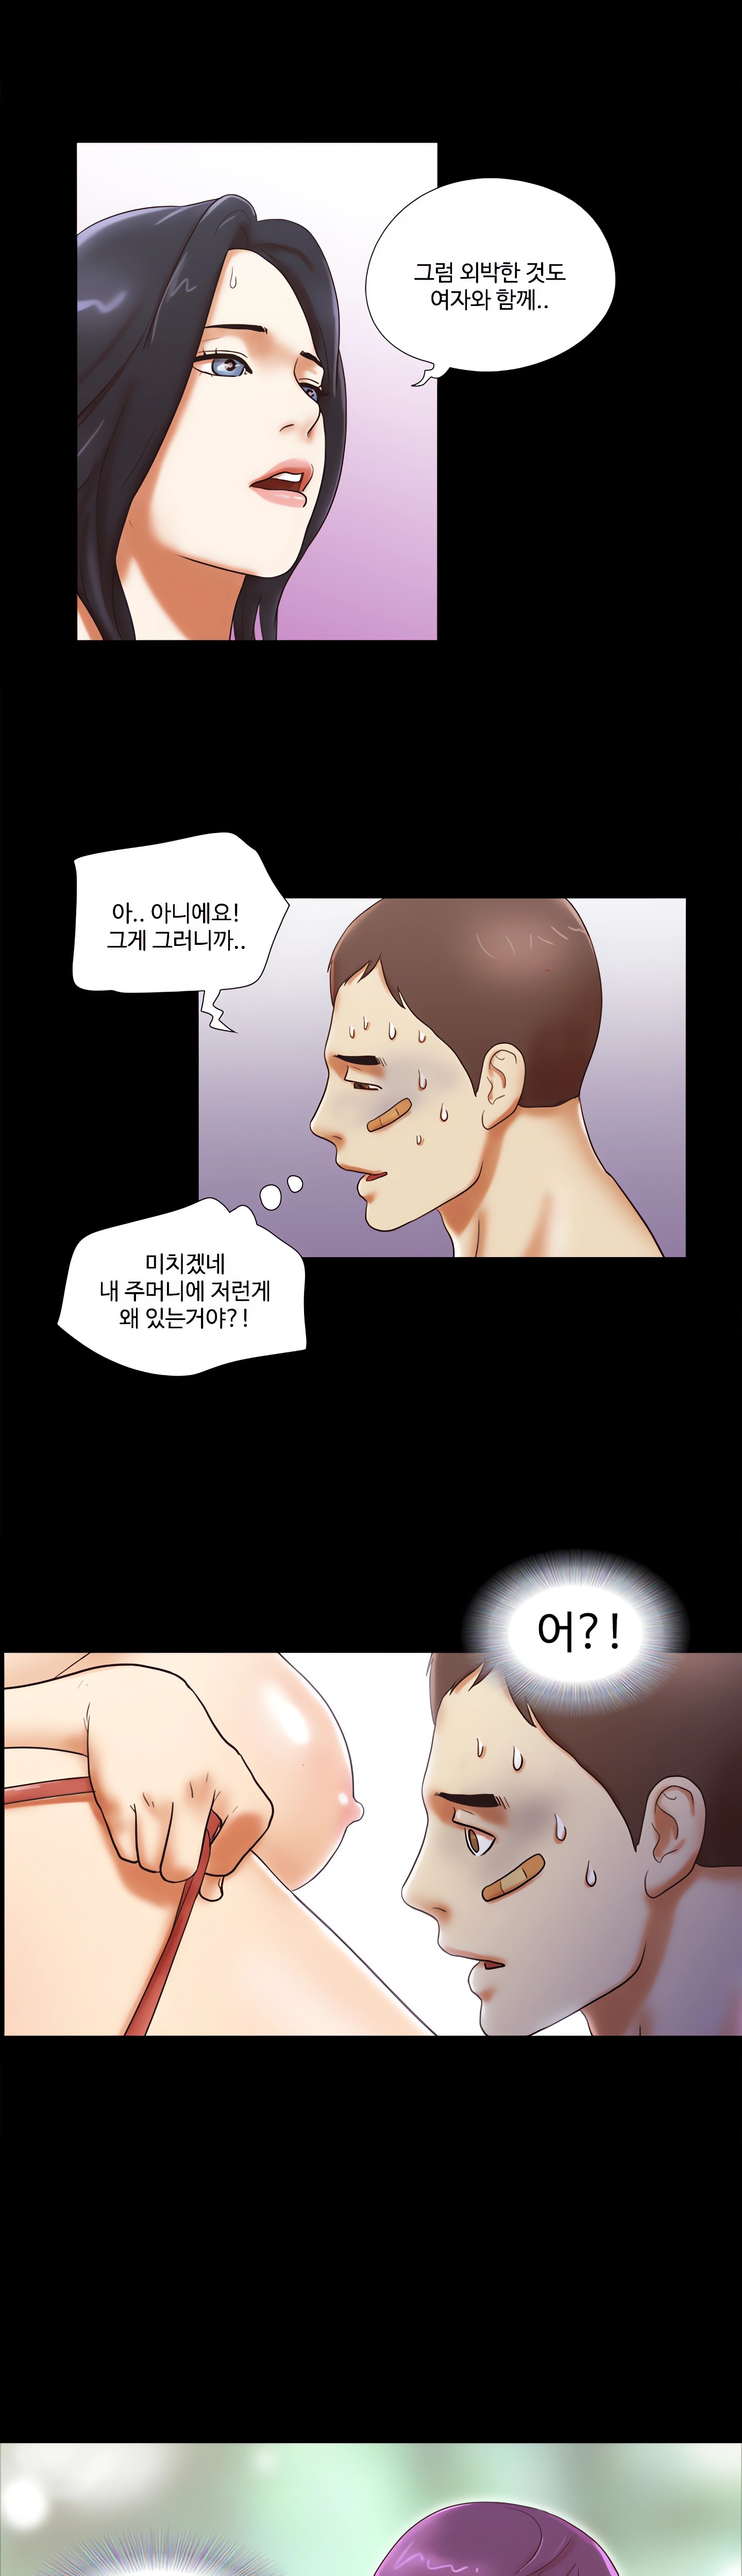 그럼 외박한 것도
여자와 함께..
아.. 아니에요!
그게 그러니까..
미치겠네
내 주머니에 저런게
왜 있는거야?!
어?!